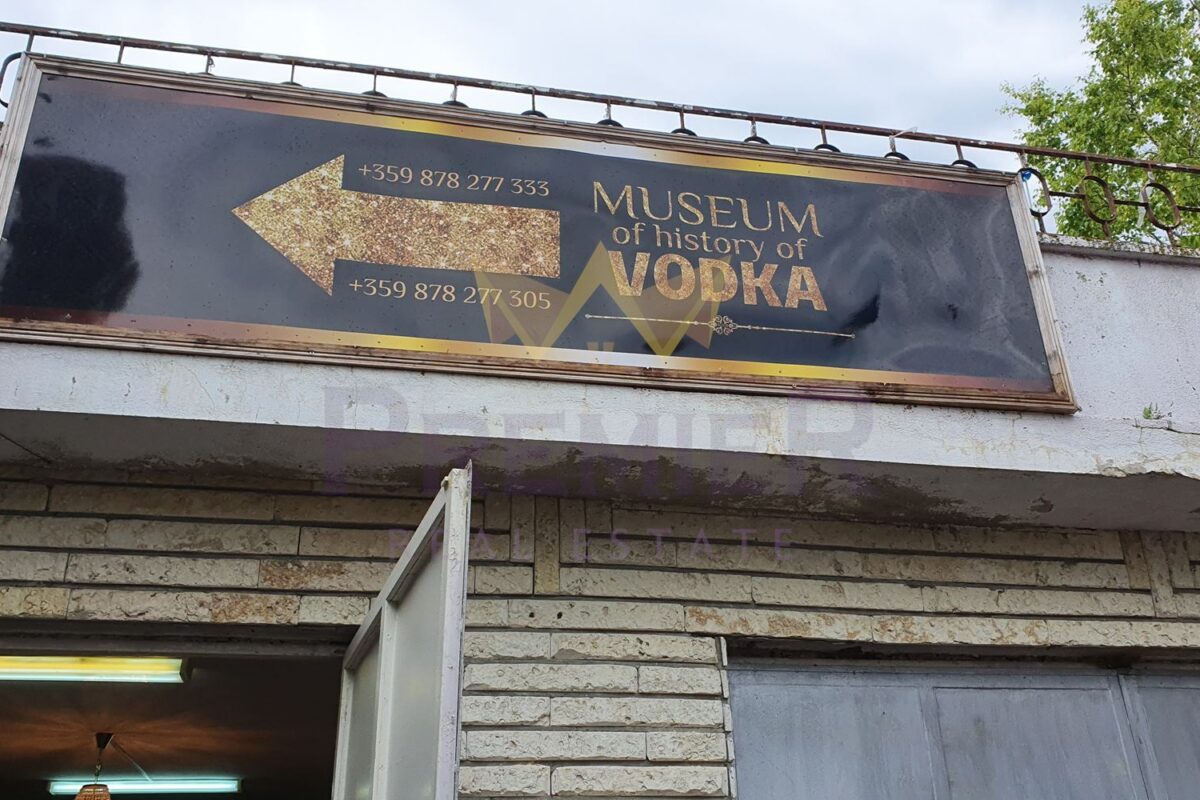 +359 878 277 333
+359 878 277 305
MUSEUM
of history of
VODKA
PREMIER
REAL ESTATE